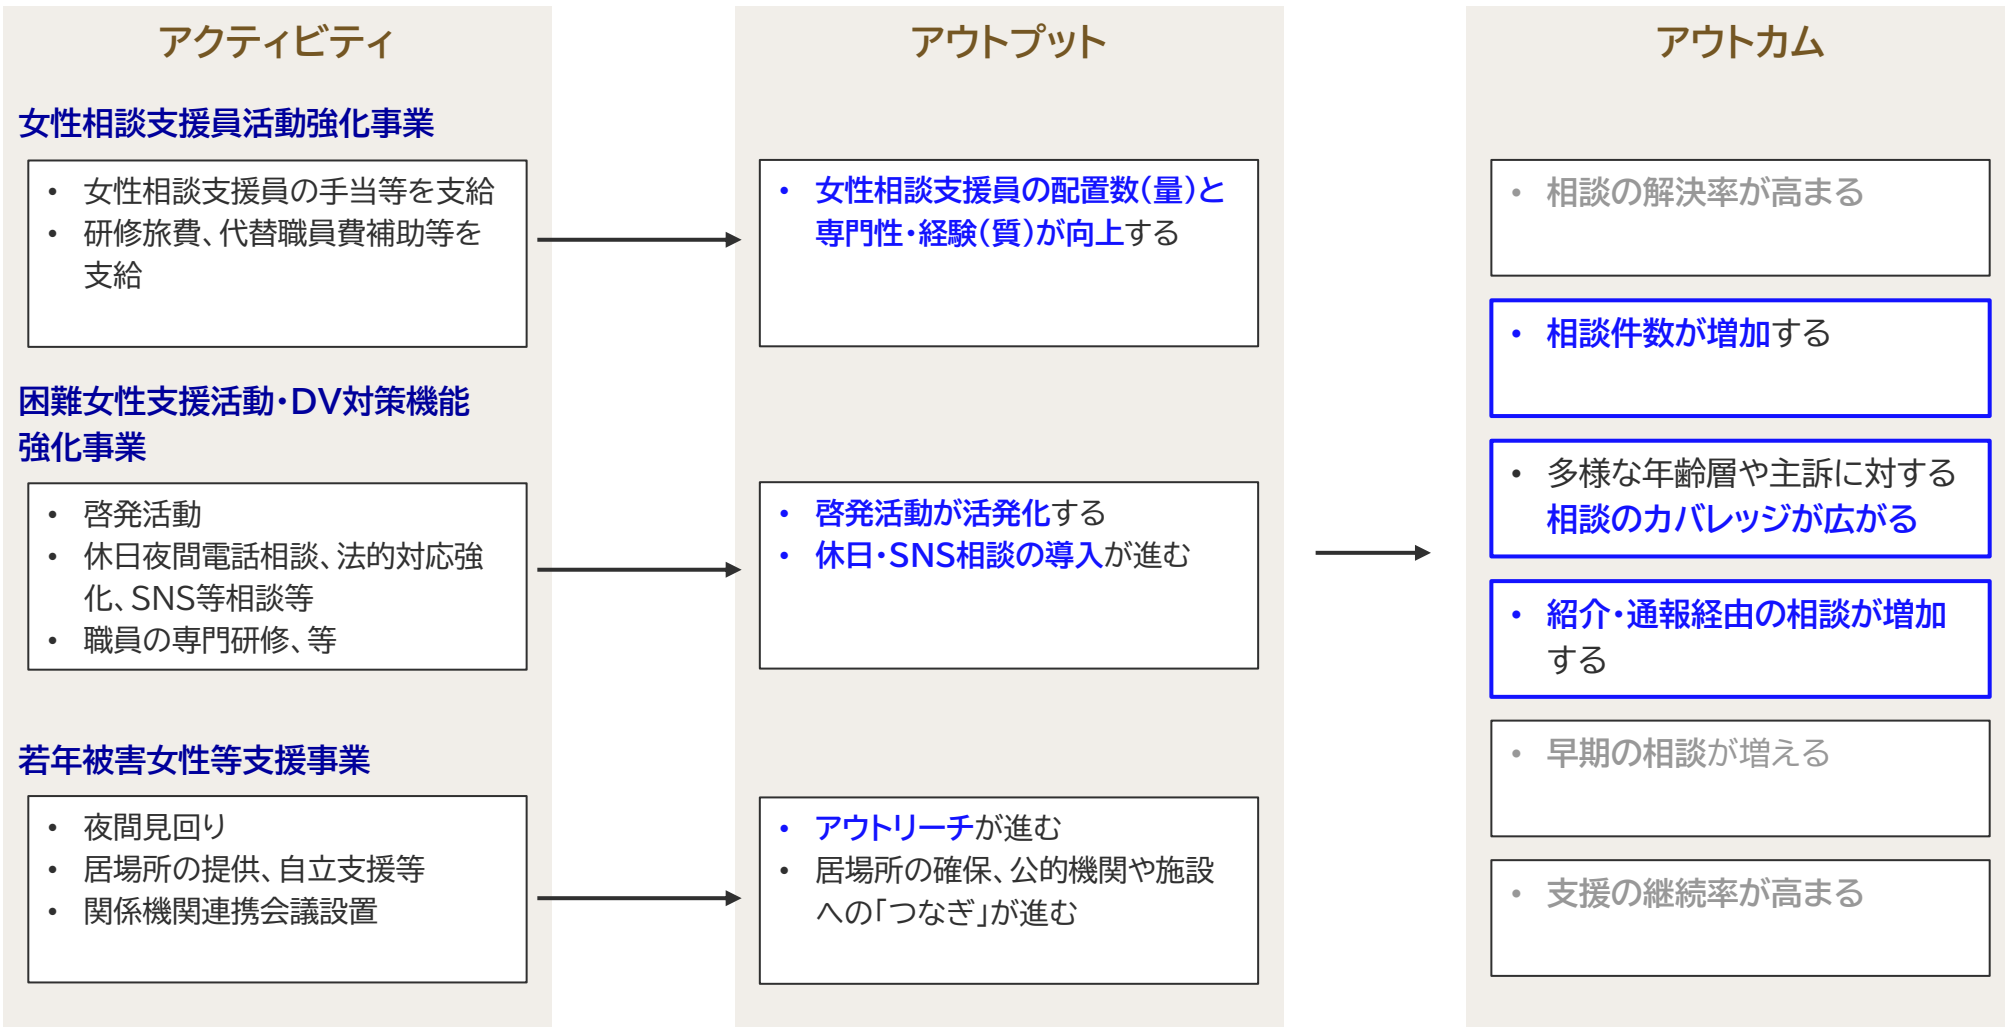 アクティビティ
女性相談支援員活動強化事業
• 女性相談支援員の手当等を支給
• 研修旅費、代替職員費補助等を
支給
困難女性支援活動・DV対策機能
強化事業
• 啓発活動
• 休日夜間電話相談、法的対応強
化、SNS等相談等
• 職員の専門研修、等
若年被害女性等支援事業
• 夜間見回り
• 居場所の提供、自立支援等
• 関係機関連携会議設置
アウトプット
• 女性相談支援員の配置数(量)と
専門性・経験(質)が向上する
• 啓発活動が活発化する
• 休日・SNS相談の導入が進む
• アウトリーチが進む
• 居場所の確保、公的機関や施設
への「つなぎ」が進む
アウトカム
• 相談の解決率が高まる
• 相談件数が増加する
• 多様な年齢層や主訴に対する
相談のカバレッジが広がる
• 紹介・通報経由の相談が増加
する
• 早期の相談が増える
• 支援の継続率が高まる